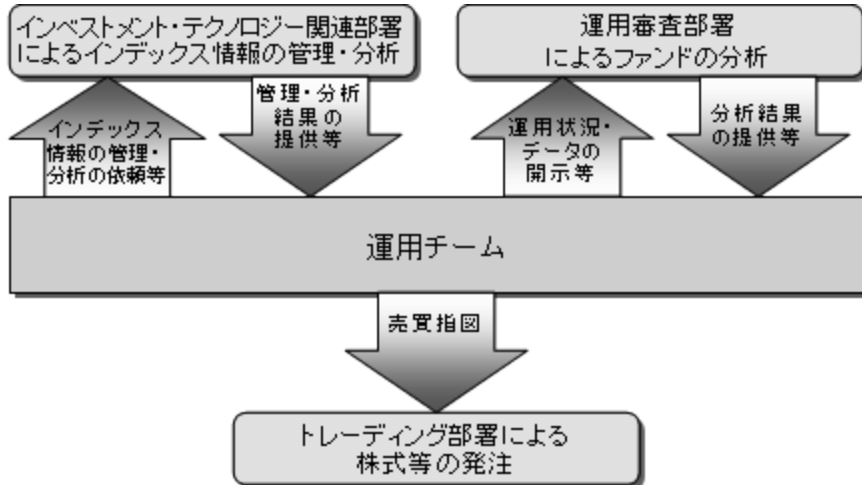 インベストメント・テクノロジー関連部署
によるインデックス情報の管理・分析
運用審査部署
によるファンドの分析
インデックス
情報の管理・
分析の依頼等
管理・分析
結果の
提供等
運用状況・
データの
開示等
分析結果
の提供等
運用チーム
売買指図
トレーディング部署による
株式等の発注